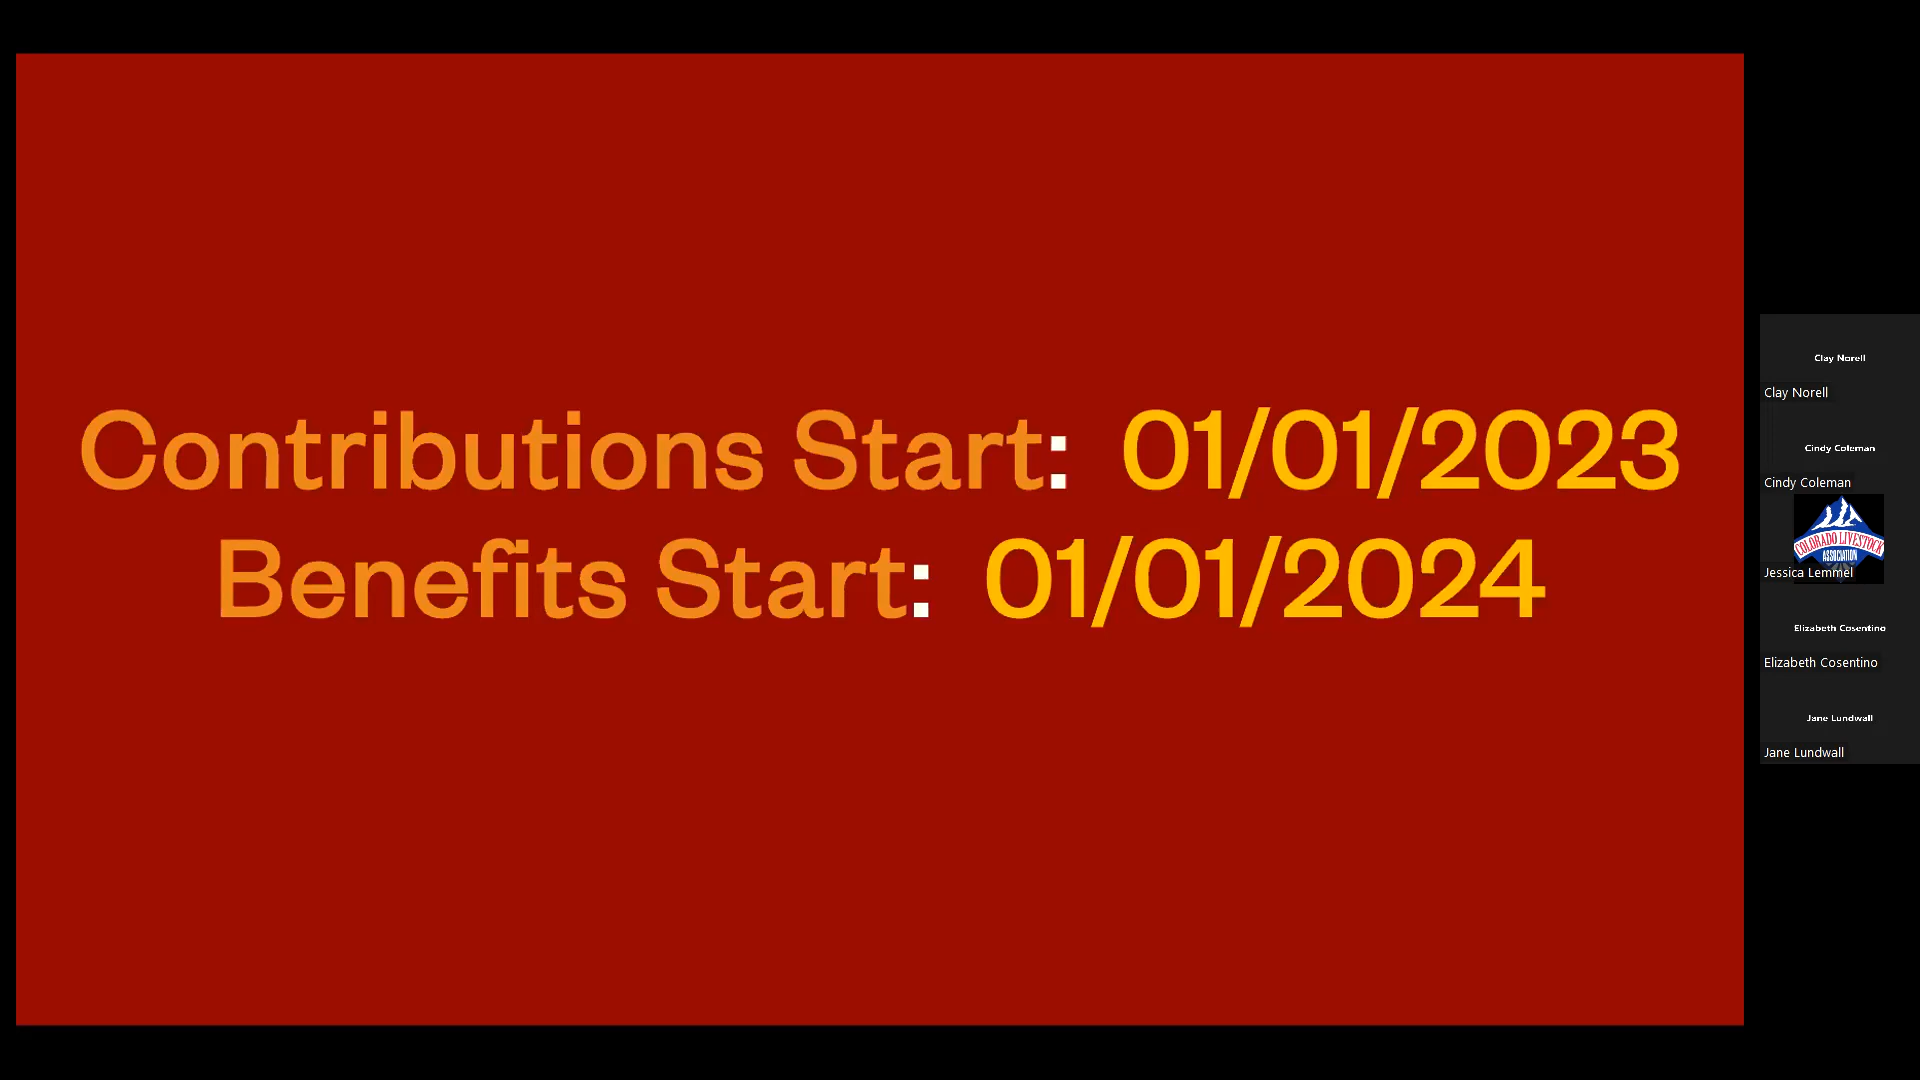 Contributions Start: 01/01/2023
Benefits Start: 01/01/2024
Clay Norell
Clay Norell
Cindy Coleman
Cindy Coleman
COLORADO LIVESTOCK
ASSOCIATION
Jessica Lemmel
Elizabeth Cosentino
Elizabeth Cosentino
Jane Lundwall
Jane Lundwall